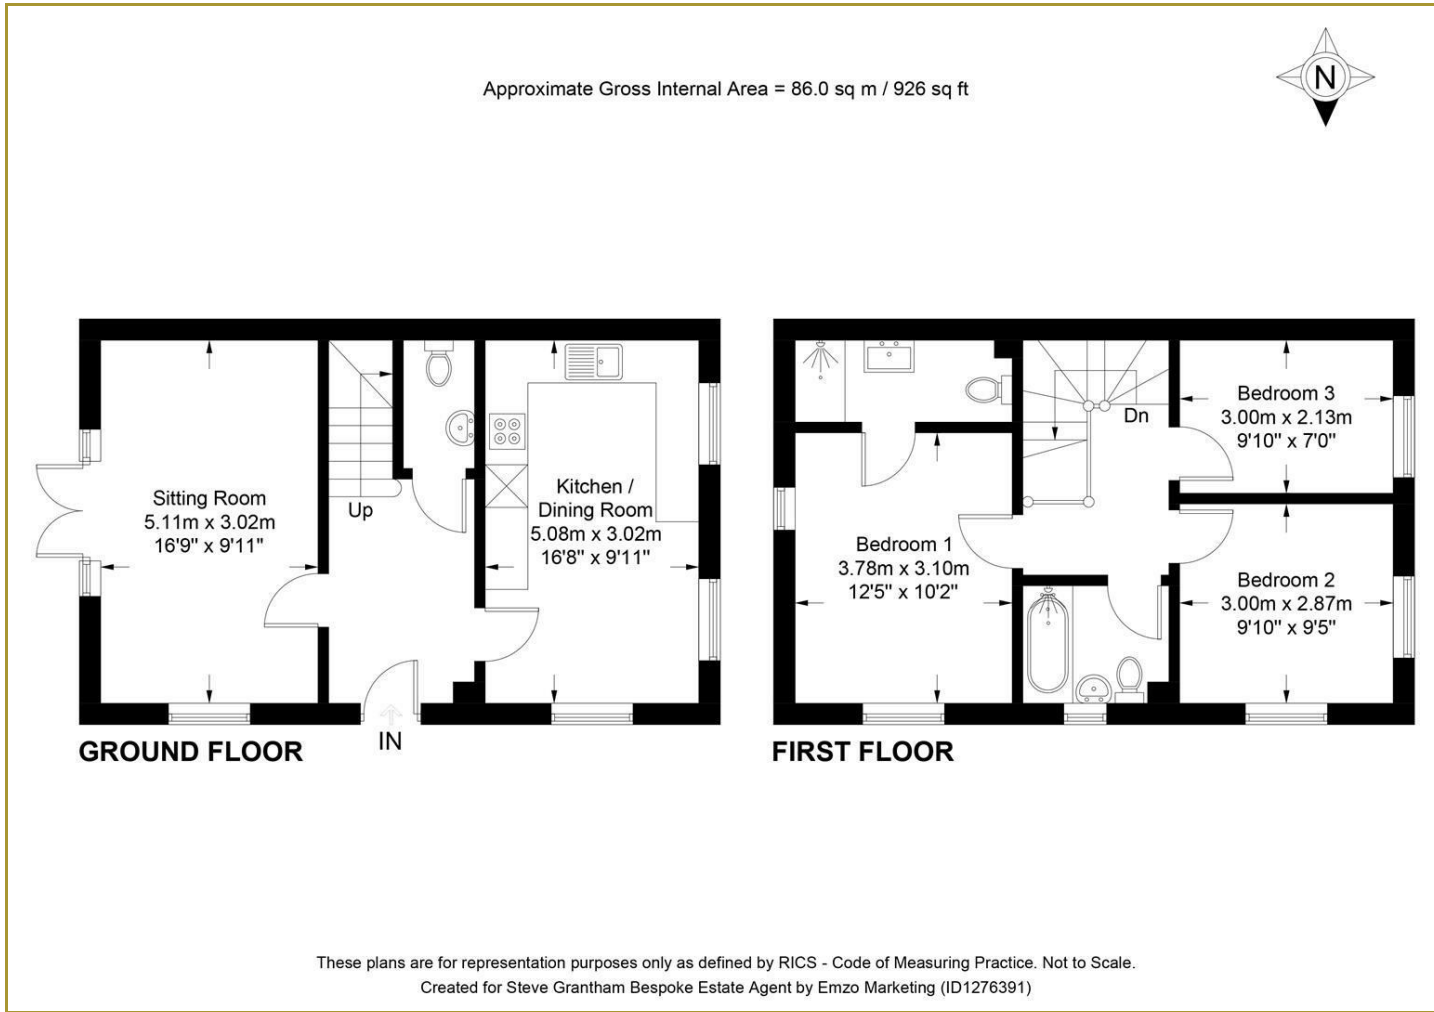 Approximate Gross Internal Area = 86.0 sq m / 926 sq ft
N
Sitting Room
5.11m x 3.02m
16'9" x 9'11"
Up
Kitchen /
Dining Room
5.08m x 3.02m
16'8" x 9'11"
IN
GROUND FLOOR
Bedroom 1
3.78m x 3.10m
12'5" x 10'2"
Dn
Bedroom 3
3.00m x 2.13m
9'10" x 7'0"
Bedroom 2
3.00m x 2.87m
9'10" x 9'5"
FIRST FLOOR
These plans are for representation purposes only as defined by RICS - Code of Measuring Practice. Not to Scale.
Created for Steve Grantham Bespoke Estate Agent by Emzo Marketing (ID1276391)